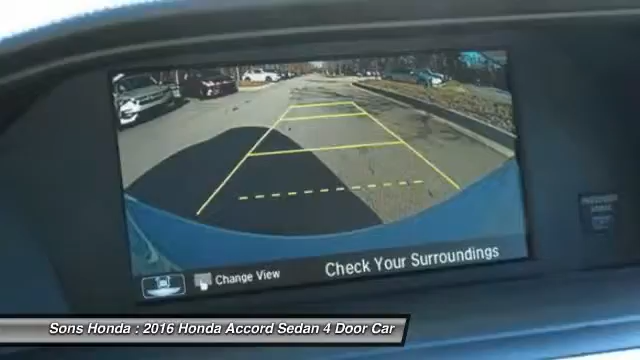 Change View
Check Your Surroundings
Sons Honda : 2016 Honda Accord Sedan 4 Door Car